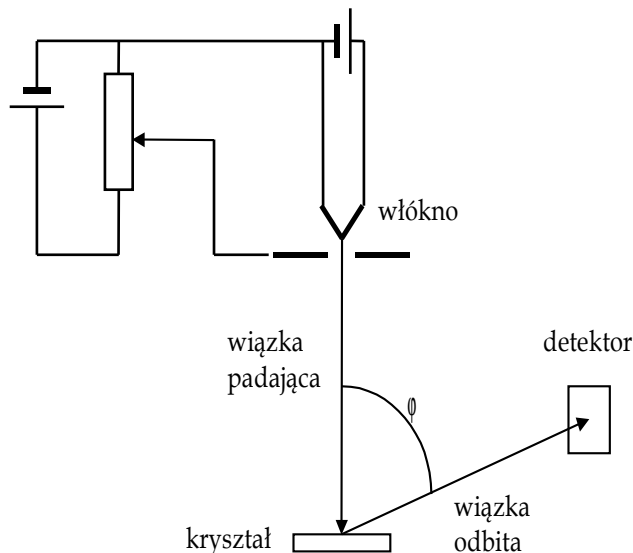 włókno
wiązka
padająca
detektor
φ
wiązka
odbita
kryształ